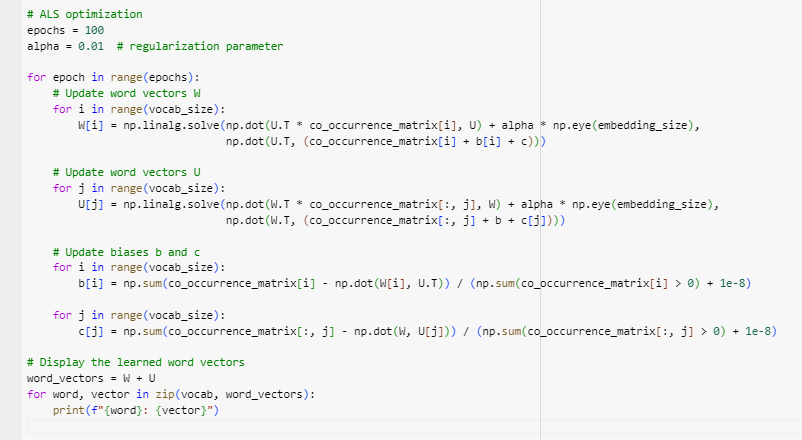 # ALS optimization
epochs = 100
alpha = 0.01  # regularization parameter

for epoch in range(epochs):
    # Update word vectors W
    for i in range(vocab_size):
        W[i] = np.linalg.solve(np.dot(U.T * co_occurrence_matrix[i], U) + alpha * np.eye(embedding_size),
                               np.dot(U.T, (co_occurrence_matrix[i] + b[i] + c)))

    # Update word vectors U
    for j in range(vocab_size):
        U[j] = np.linalg.solve(np.dot(W.T * co_occurrence_matrix[:, j], W) + alpha * np.eye(embedding_size),
                               np.dot(W.T, (co_occurrence_matrix[:, j] + b + c[j])))

    # Update biases b and c
    for i in range(vocab_size):
        b[i] = np.sum(co_occurrence_matrix[i] - np.dot(W[i], U.T)) / (np.sum(co_occurrence_matrix[i] > 0) + 1e-8)

    for j in range(vocab_size):
        c[j] = np.sum(co_occurrence_matrix[:, j] - np.dot(W, U[j])) / (np.sum(co_occurrence_matrix[:, j] > 0) + 1e-8)

# Display the learned word vectors
word_vectors = W + U
for word, vector in zip(vocab, word_vectors):
    print(f"{word}: {vector}")